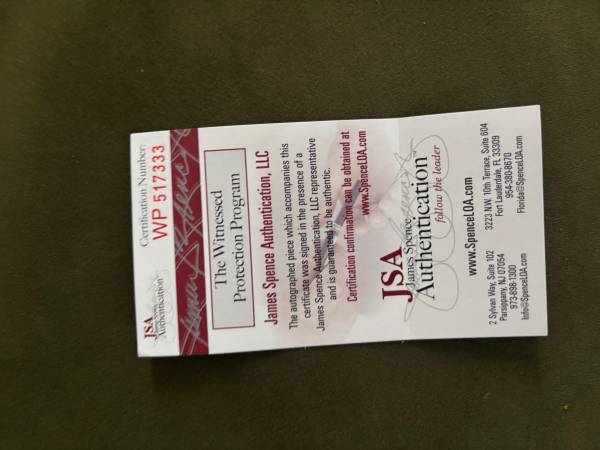 JSA
James Spence
Authentication
Certification Number:
WP 517333
The Witnessed
Protection Program
James Spence Authentication, LLC
The autographed piece which accompanies this
certificate was signed in the presence of a
James Spence Authentication, LLC representative
and is guaranteed to be authentic.
Certification confirmation can be obtained at
www.SpenceLOA.com
JSA
James Spence
Authentication™
follow the leader
www.SpenceLOA.com
2 Sylvan Way, Suite 102
Parsippany, NJ 07054
973-898-1300
Info@SpenceLOA.com
3223 N.W. 10th Terrace, Suite 604
Fort Lauderdale, FL 33309
954-380-8670
Florida@SpenceLOA.com